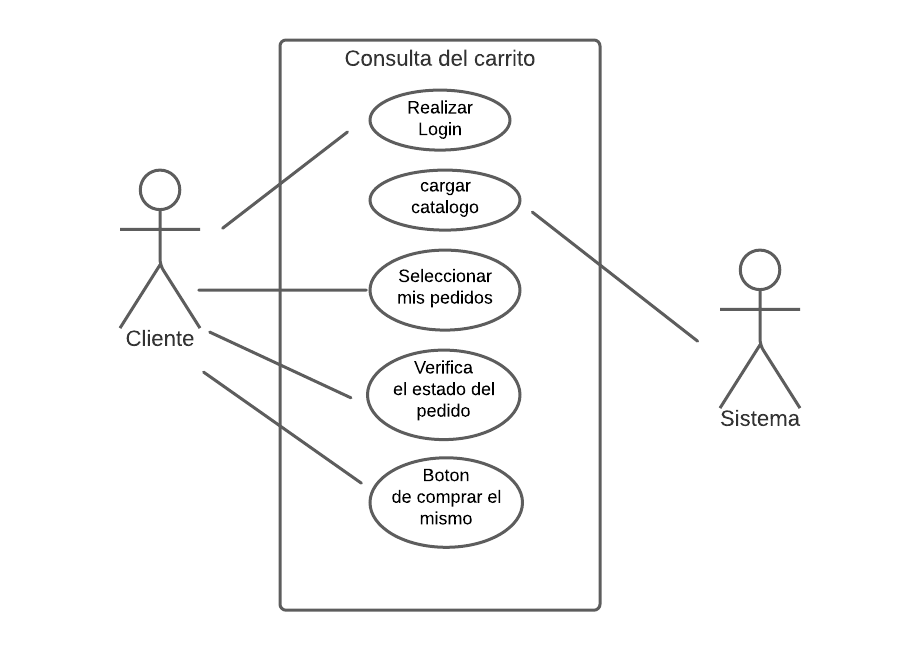 Consulta del carrito
Realizar
Login
cargar
catalogo
Seleccionar
mis pedidos
Cliente
Verifica
el estado del
pedido
Sistema
Boton
de comprar el
mismo